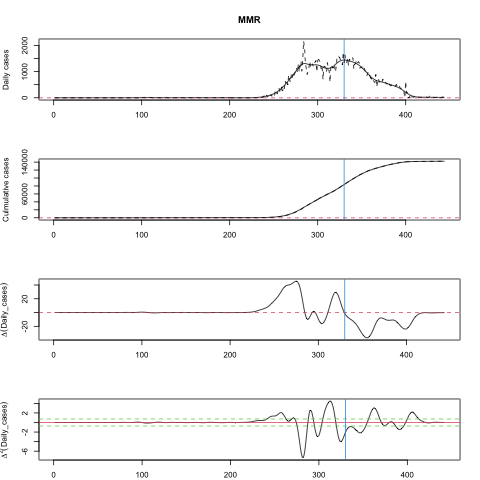 MMR
Daily cases
2000
1000
0
0 100 200 300 400
Culmulative cases
140000
60000
0
0 100 200 300 400
Δ(Daily_cases)
20
-20
0 100 200 300 400
Δ²(Daily_cases)
2
-2
-6
0 100 200 300 400